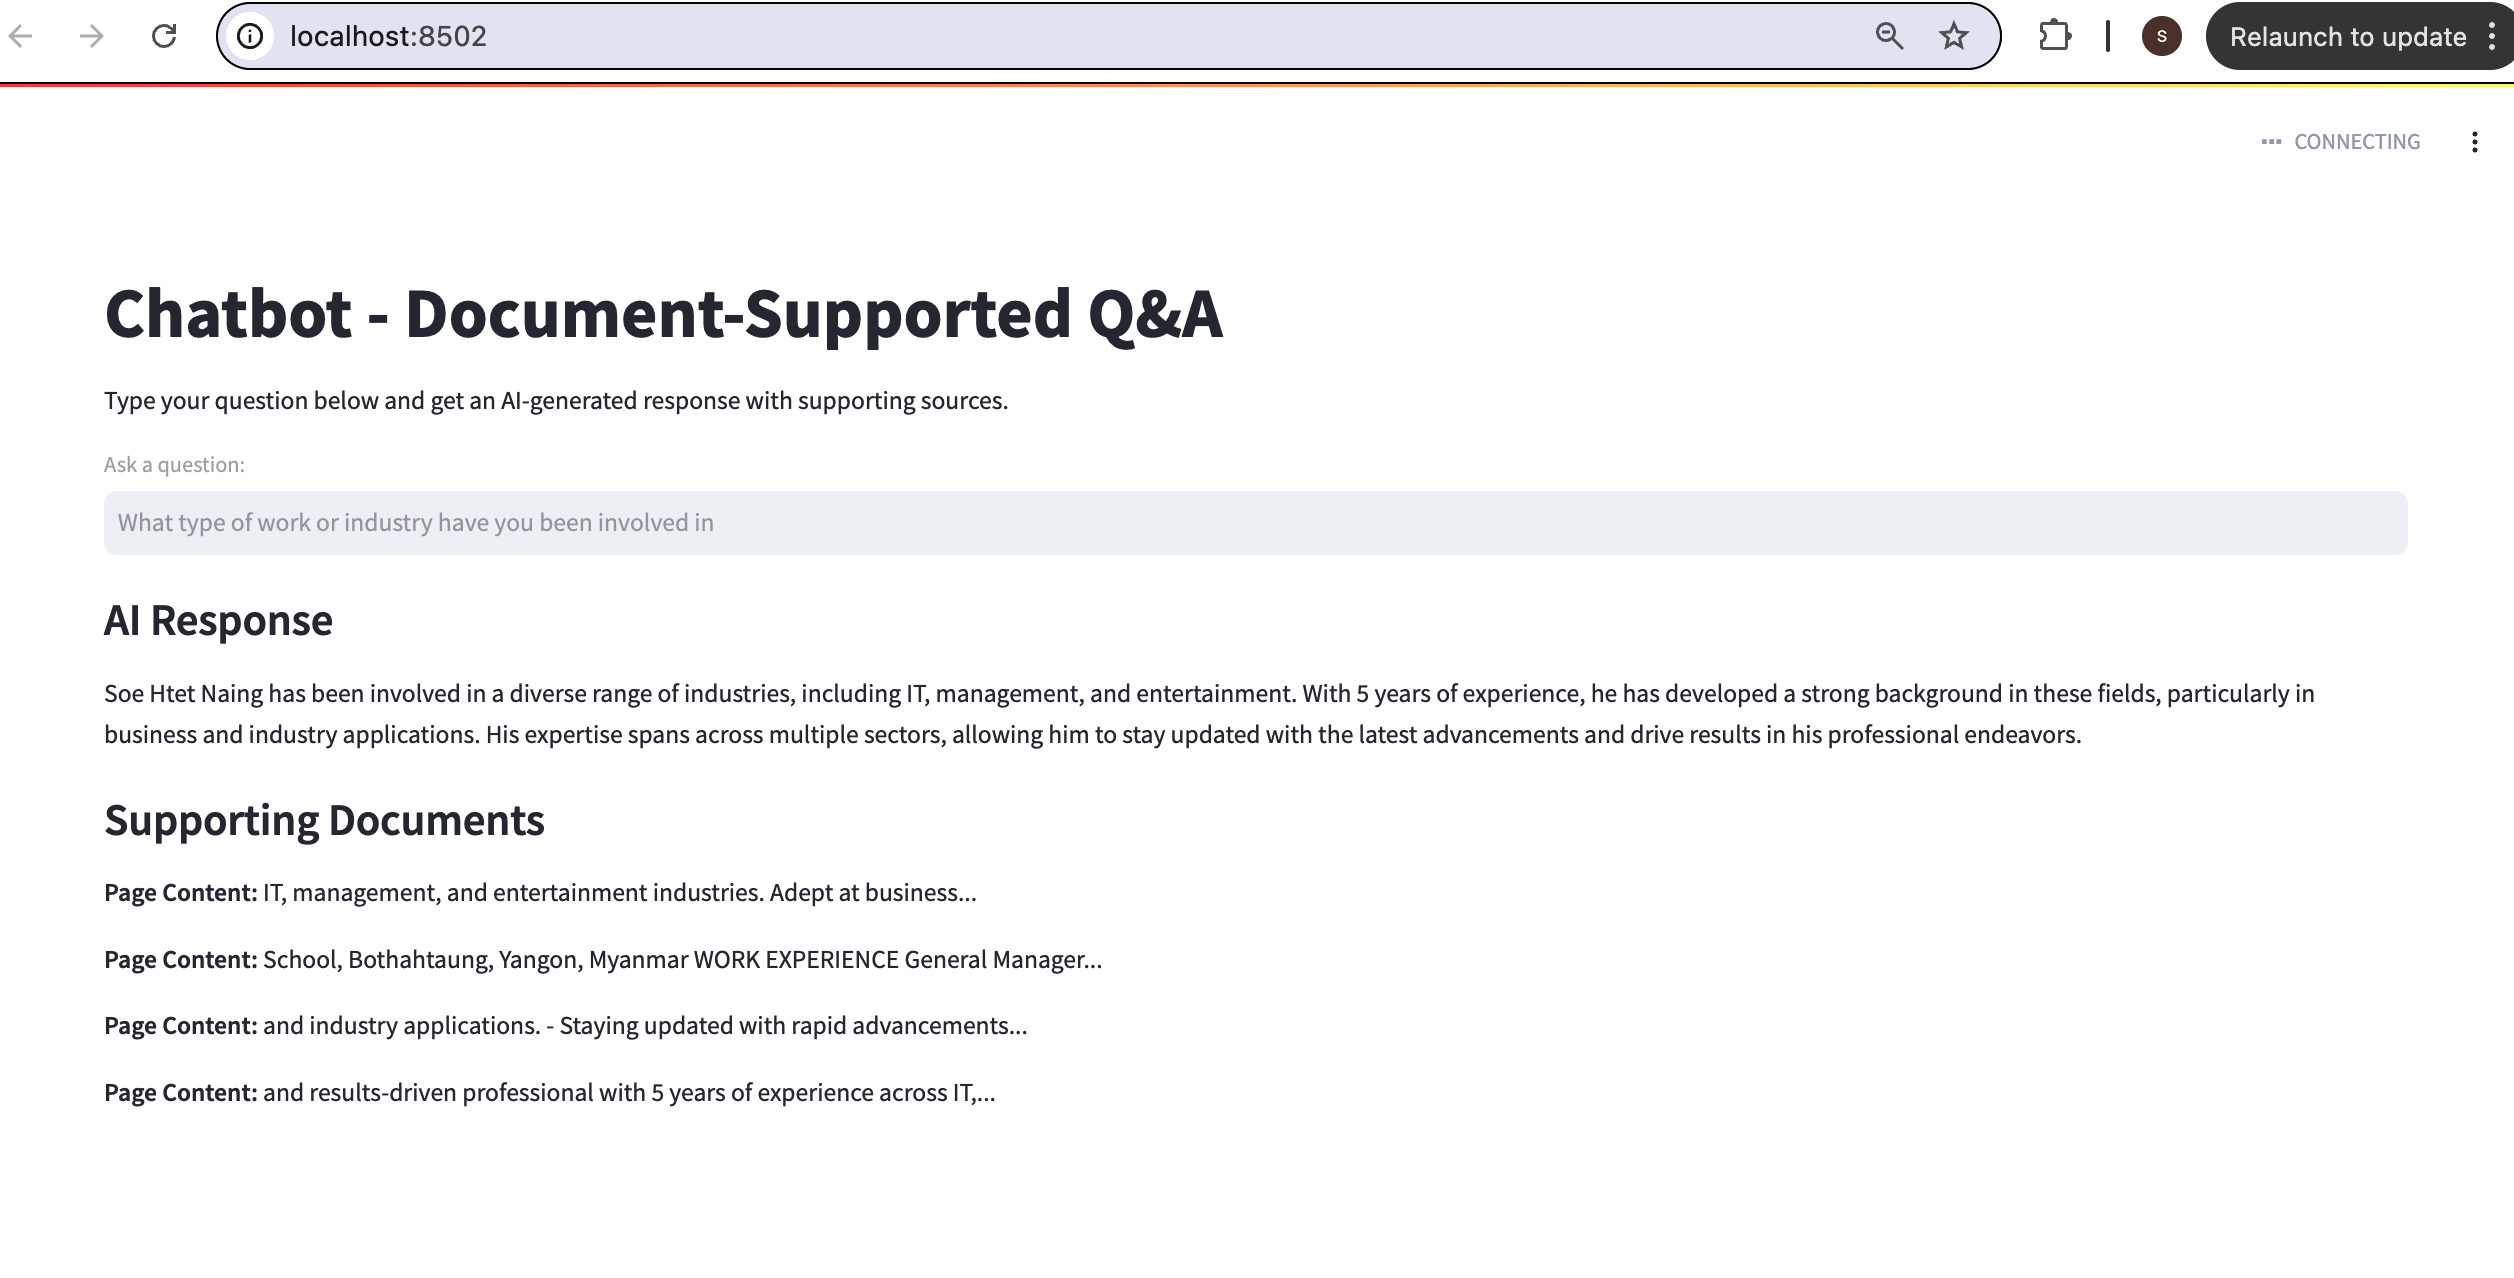 localhost:8502
S
Relaunch to update
CONNECTING
Chatbot - Document-Supported Q&A
Type your question below and get an AI-generated response with supporting sources.
Ask a question:
What type of work or industry have you been involved in
AI Response
Soe Htet Naing has been involved in a diverse range of industries, including IT, management, and entertainment. With 5 years of experience, he has developed a strong background in these fields, particularly in
business and industry applications. His expertise spans across multiple sectors, allowing him to stay updated with the latest advancements and drive results in his professional endeavors.
Supporting Documents
Page Content: IT, management, and entertainment industries. Adept at business...
Page Content: School, Bothahtaung, Yangon, Myanmar WORK EXPERIENCE General Manager...
Page Content: and industry applications. - Staying updated with rapid advancements...
Page Content: and results-driven professional with 5 years of experience across IT,...